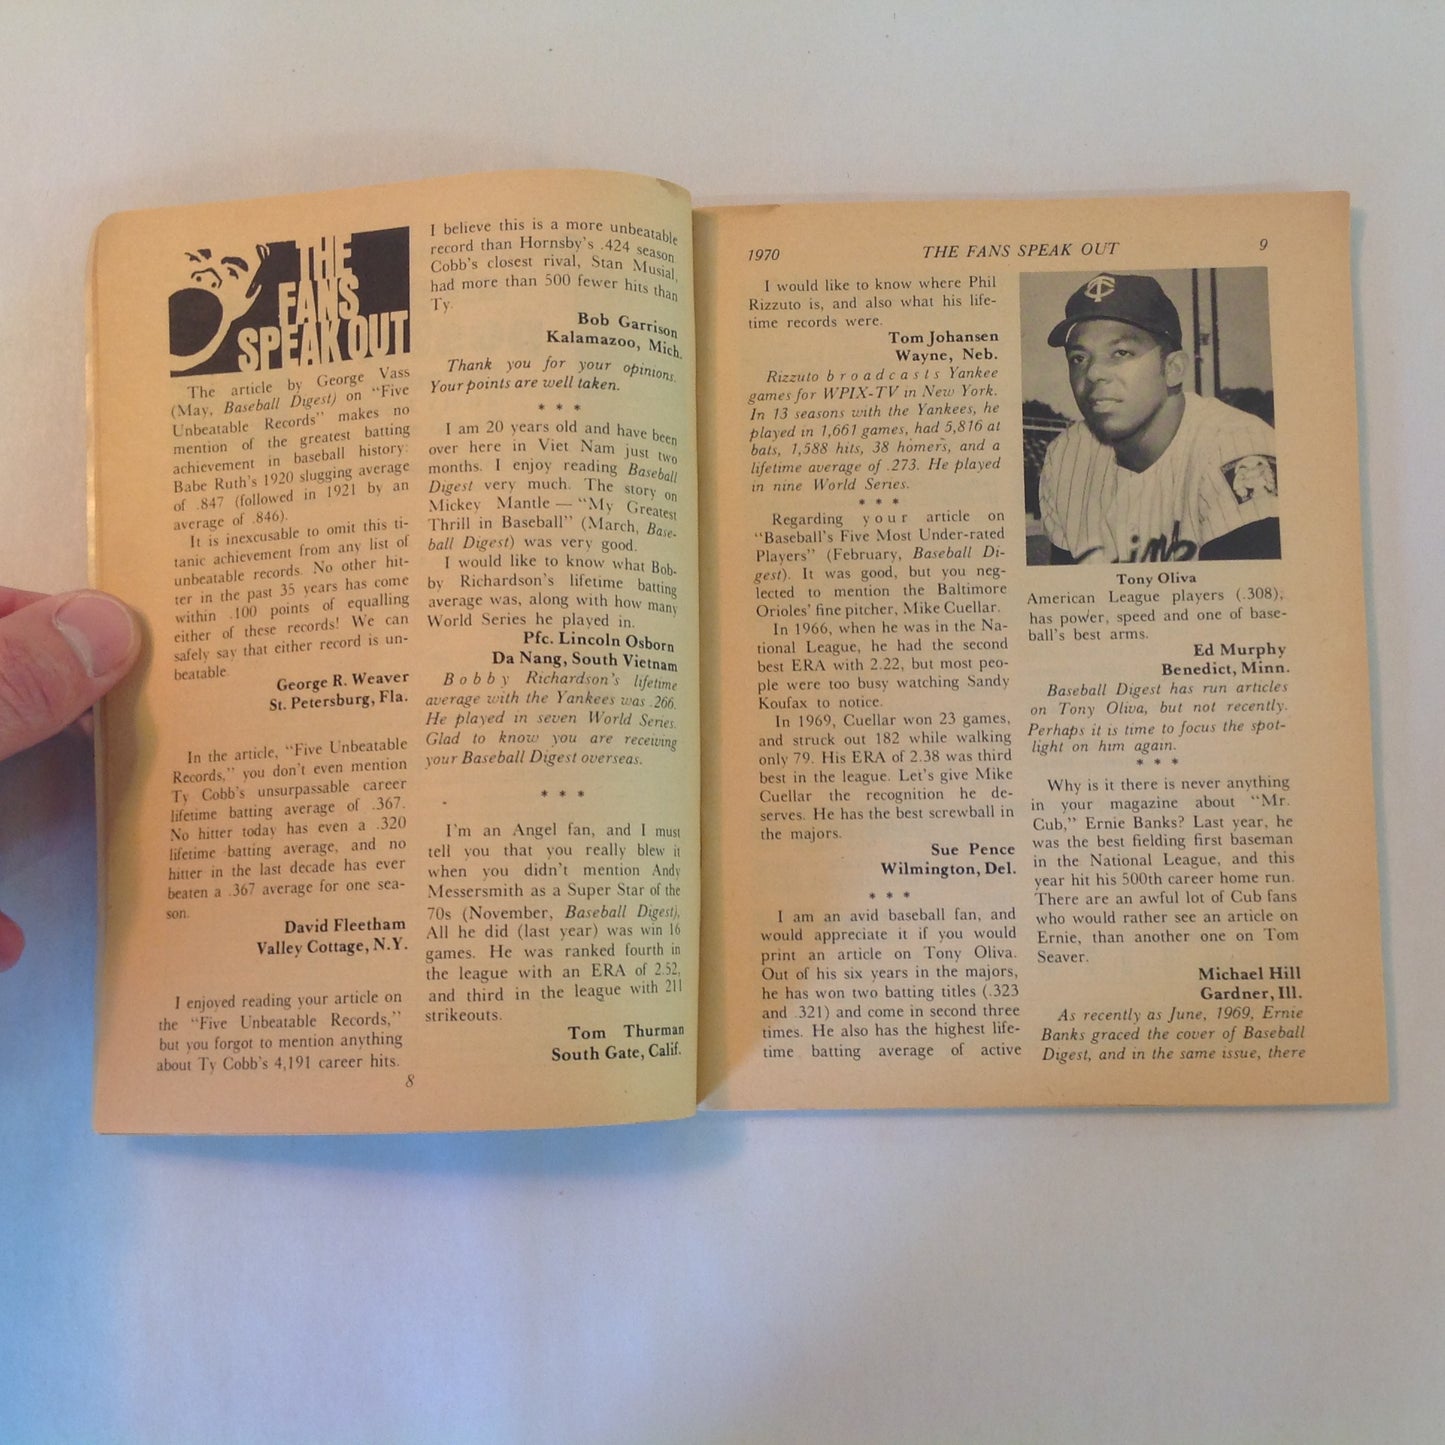 THE
FANS
SPEAK OUT
The article by George Vass
(May, Baseball Digest) on "Five
Unbeatable Records" makes no
mention of the greatest batting
achievement in baseball history:
Babe Ruth's 1920 slugging average
of .847 (followed in 1921 by an
average of .846).
It is inexcusable to omit this ti-
tanic achievement from any list of
unbeatable records. No other hit-
ter in the past 35 years has come
within .100 points of equalling
either of these records! We can
safely say that either record is un-
beatable.
George R. Weaver
St. Petersburg, Fla.
In the article, "Five Unbeatable
Records," you don't even mention
Ty Cobb's unsurpassable career
lifetime batting average of .367.
No hitter today has even a .320
lifetime batting average, and no
hitter in the last decade has ever
beaten a .367 average for one sea-
son.
David Fleetham
Valley Cottage, N.Y.
I enjoyed reading your article on
the "Five Unbeatable Records,"
but you forgot to mention anything
about Ty Cobb's 4,191 career hits.
8
I believe this is a more unbeatable
record than Hornsby's .424 season
Cobb's closest rival, Stan Musial,
had more than 500 fewer hits than
Ty.
Bob Garrison
Kalamazoo, Mich.
Thank you for your opinions.
Your points are well taken.
* * *
I am 20 years old and have been
over here in Viet Nam just two
months. I enjoy reading Baseball
Digest very much. The story on
Mickey Mantle — "My Greatest
Thrill in Baseball" (March, Base-
ball Digest) was very good.
I would like to know what Bob-
by Richardson's lifetime batting
average was, along with how many
World Series he played in.
Pfc. Lincoln Osborn
Da Nang, South Vietnam
Bobby Richardson's lifetime
average with the Yankees was .266.
He played in seven World Series.
Glad to know you are receiving
your Baseball Digest overseas.
* * *
I'm an Angel fan, and I must
tell you that you really blew it
when you didn't mention Andy
Messersmith as a Super Star of the
70s (November, Baseball Digest).
All he did (last year) was win 16
games. He was ranked fourth in
the league with an ERA of 2.52,
and third in the league with 211
strikeouts.
Tom Thurman
South Gate, Calif.
1970 THE FANS SPEAK OUT 9
I would like to know where Phil
Rizzuto is, and also what his life-
time records were.
Tom Johansen
Wayne, Neb.
Rizzuto broadcasts Yankee
games for WPIX-TV in New York.
In 13 seasons with the Yankees, he
played in 1,661 games, had 5,816 at
bats, 1,588 hits, 38 homers, and a
lifetime average of .273. He played
in nine World Series.
* * *
Regarding your article on
"Baseball's Five Most Under-rated
Players" (February, Baseball Di-
gest). It was good, but you neg-
lected to mention the Baltimore
Orioles' fine pitcher, Mike Cuellar.
In 1966, when he was in the Na-
tional League, he had the second
best ERA with 2.22, but most peo-
ple were too busy watching Sandy
Koufax to notice.
In 1969, Cuellar won 23 games,
and struck out 182 while walking
only 79. His ERA of 2.38 was third
best in the league. Let's give Mike
Cuellar the recognition he de-
serves. He has the best screwball in
the majors.
Sue Pence
Wilmington, Del.
* * *
I am an avid baseball fan, and
would appreciate it if you would
print an article on Tony Oliva.
Out of his six years in the majors,
he has won two batting titles (.323
and .321) and come in second three
times. He also has the highest life-
time batting average of active
TC
Tony Oliva
American League players (.308),
has power, speed and one of base-
ball's best arms.
Ed Murphy
Benedict, Minn.
Baseball Digest has run articles
on Tony Oliva, but not recently.
Perhaps it is time to focus the spot-
light on him again.
* * *
Why is it there is never anything
in your magazine about "Mr.
Cub," Ernie Banks? Last year, he
was the best fielding first baseman
in the National League, and this
year hit his 500th career home run.
There are an awful lot of Cub fans
who would rather see an article on
Ernie, than another one on Tom
Seaver.
Michael Hill
Gardner, Ill.
As recently as June, 1969, Ernie
Banks graced the cover of Baseball
Digest, and in the same issue, there